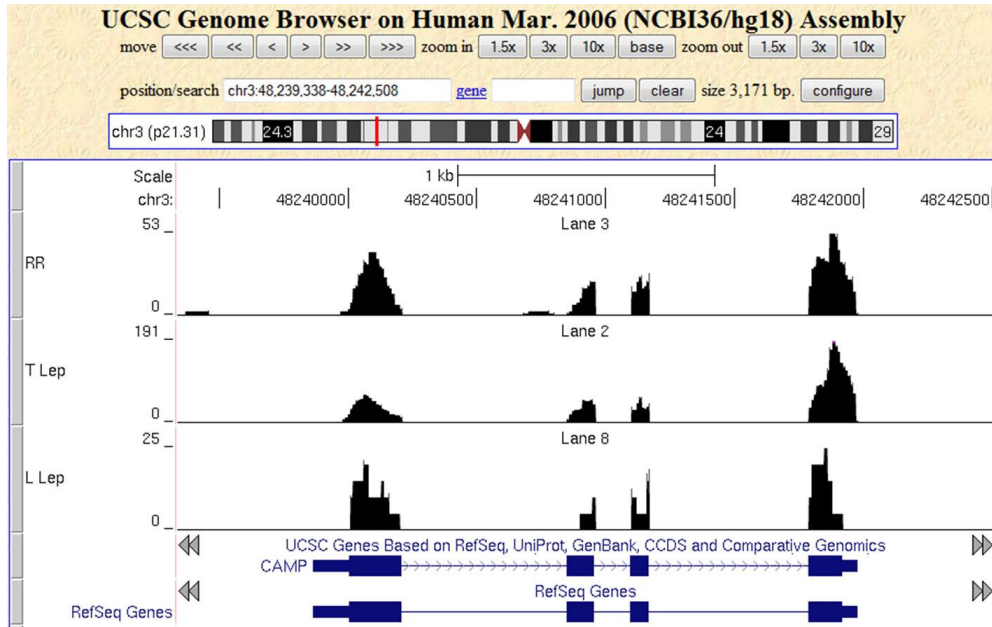 UCSC Genome Browser on Human Mar. 2006 (NCBI36/hg18) Assembly
move <<< << < > >> >>> zoom in 1.5x 3x 10x base zoom out 1.5x 3x 10x
position/search chr3:48,239,338-48,242,508 gene jump clear size 3,171 bp. configure
chr3 (p21.31) 24.3 24 29
Scale 1 kb
chr3: 48240000 48240500 48241000 48241500 48242000 48242500
Lane 3
53
RR
0
Lane 2
191
T Lep
0
Lane 8
25
L Lep
0
UCSC Genes Based on RefSeq, UniProt, GenBank, CCDS and Comparative Genomics
CAMP
RefSeq Genes
RefSeq Genes